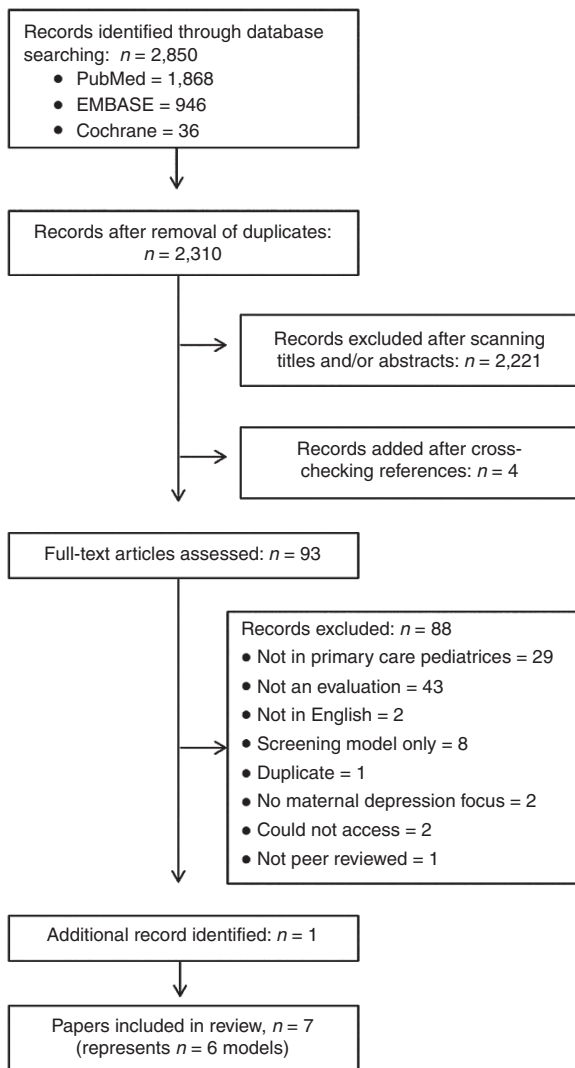 Records identified through database
searching: n = 2,850
● PubMed = 1,868
● EMBASE = 946
● Cochrane = 36
Records after removal of duplicates:
n = 2,310
Records excluded after scanning
titles and/or abstracts: n = 2,221
Records added after cross-
checking references: n = 4
Full-text articles assessed: n = 93
Records excluded: n = 88
● Not in primary care pediatrices = 29
● Not an evaluation = 43
● Not in English = 2
● Screening model only = 8
● Duplicate = 1
● No maternal depression focus = 2
● Could not access = 2
● Not peer reviewed = 1
Additional record identified: n = 1
Papers included in review, n = 7
(represents n = 6 models)